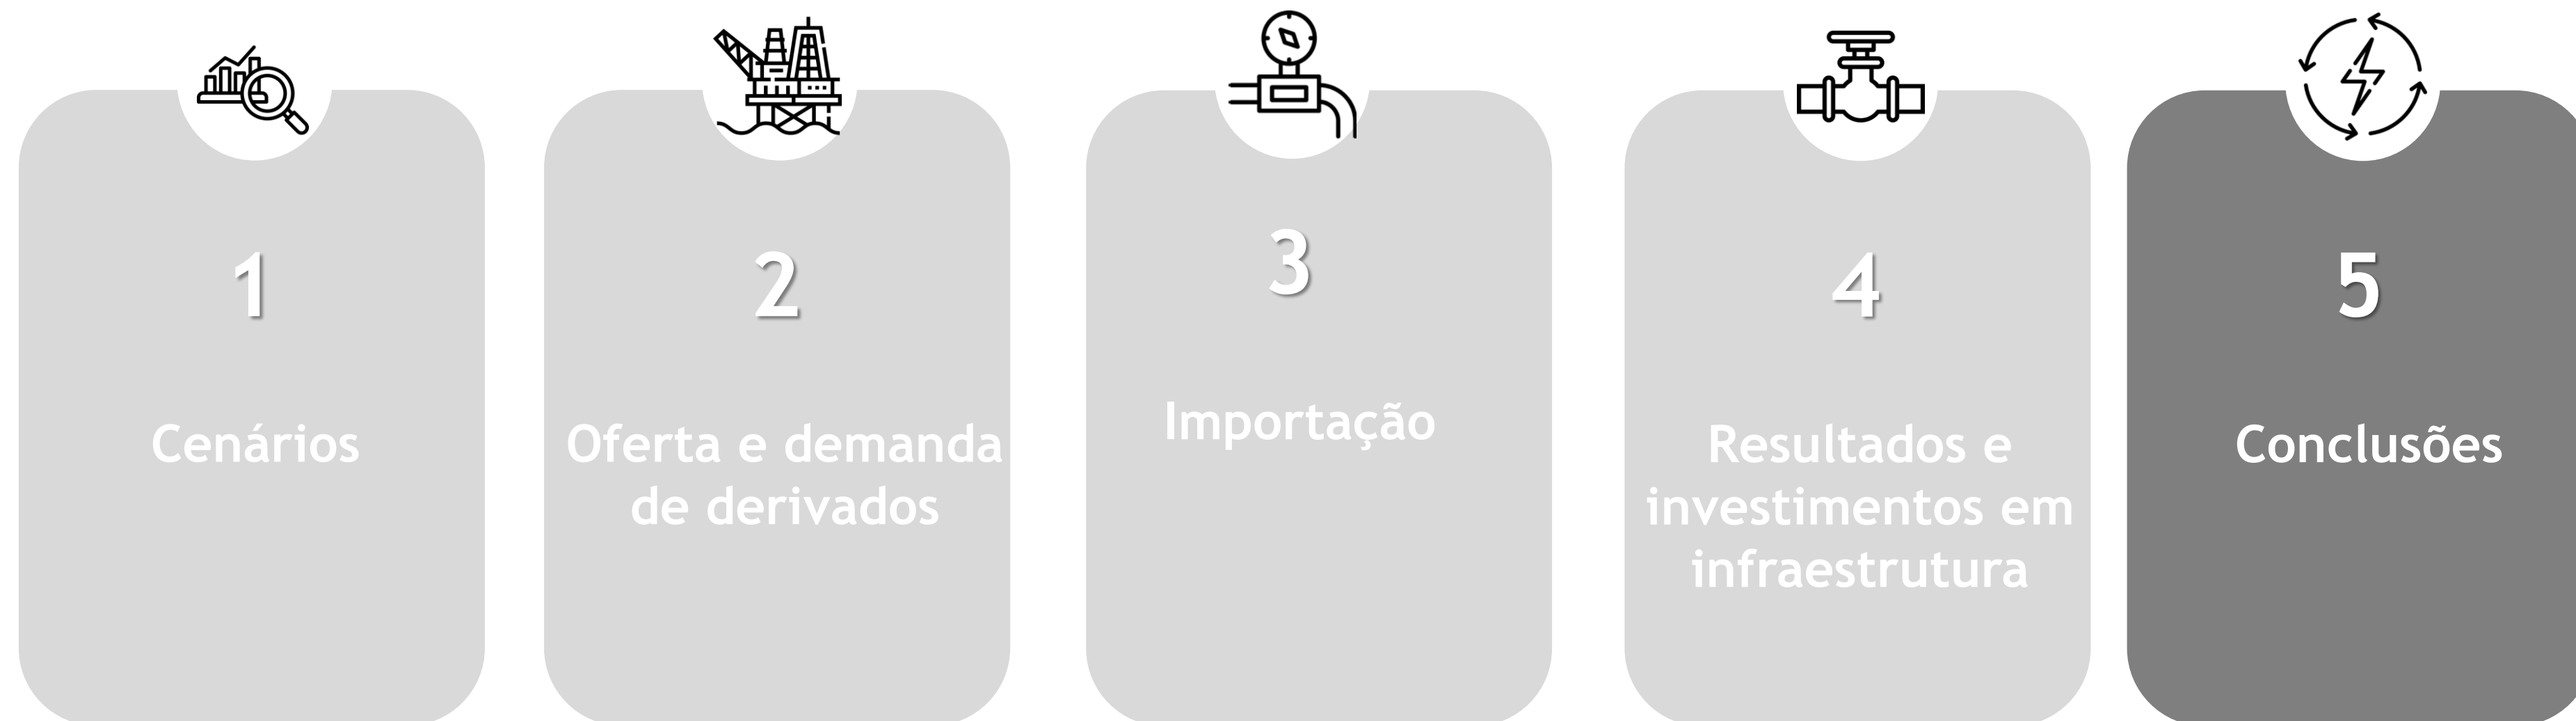 1
Cenários
2
Oferta e demanda
de derivados
3
Importação
4
Resultados e
investimentos em
infraestrutura
5
Conclusões